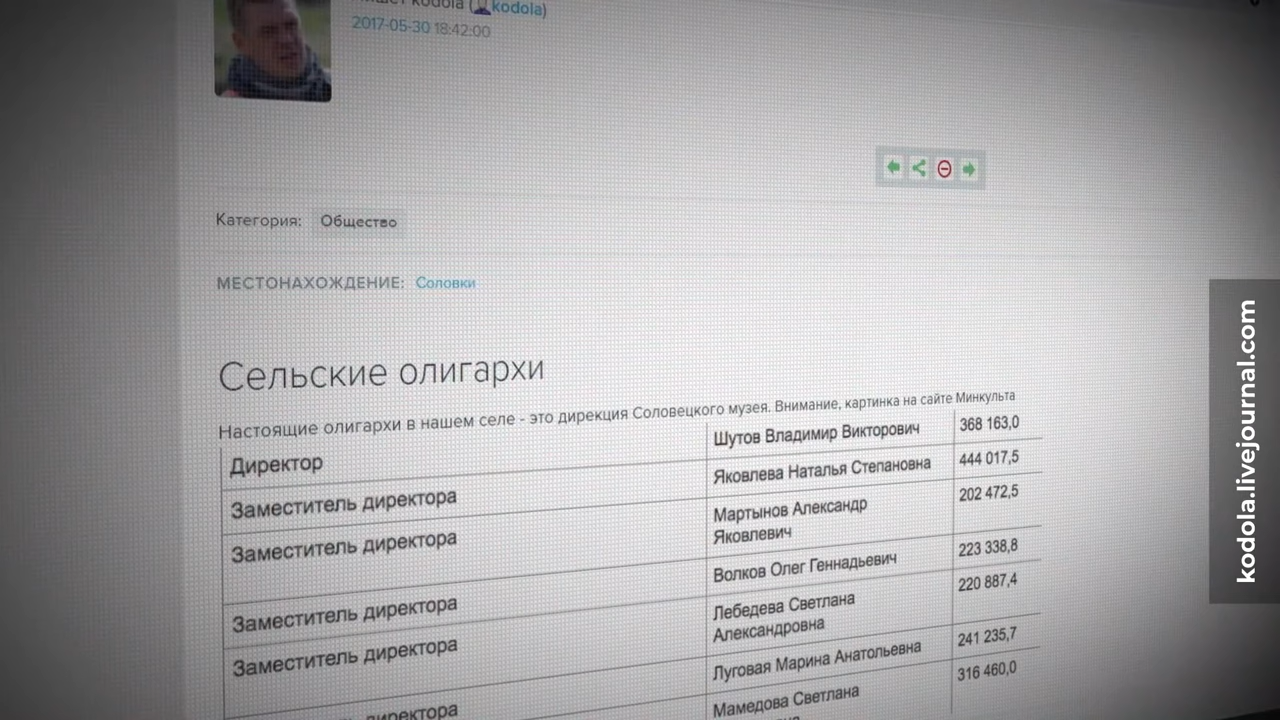 kodola (kodola)
2017-05-30 18:42:00
Категория: Общество
МЕСТОНАХОЖДЕНИЕ: Соловки
Сельские олигархи
Настоящие олигархи в нашем селе - это дирекция Соловецкого музея. Внимание, картинка на сайте Минкульта
Директор Шутов Владимир Викторович 368 163,0
Заместитель директора Яковлева Наталья Степановна 444 017,5
Заместитель директора Мартынов Александр Яковлевич 202 472,5
Заместитель директора Волков Олег Геннадьевич 223 338,8
Заместитель директора Лебедева Светлана Александровна 220 887,4
Луговая Марина Анатольевна 241 235,7
Мамедова Светлана 316 460,0
kodola.livejournal.com